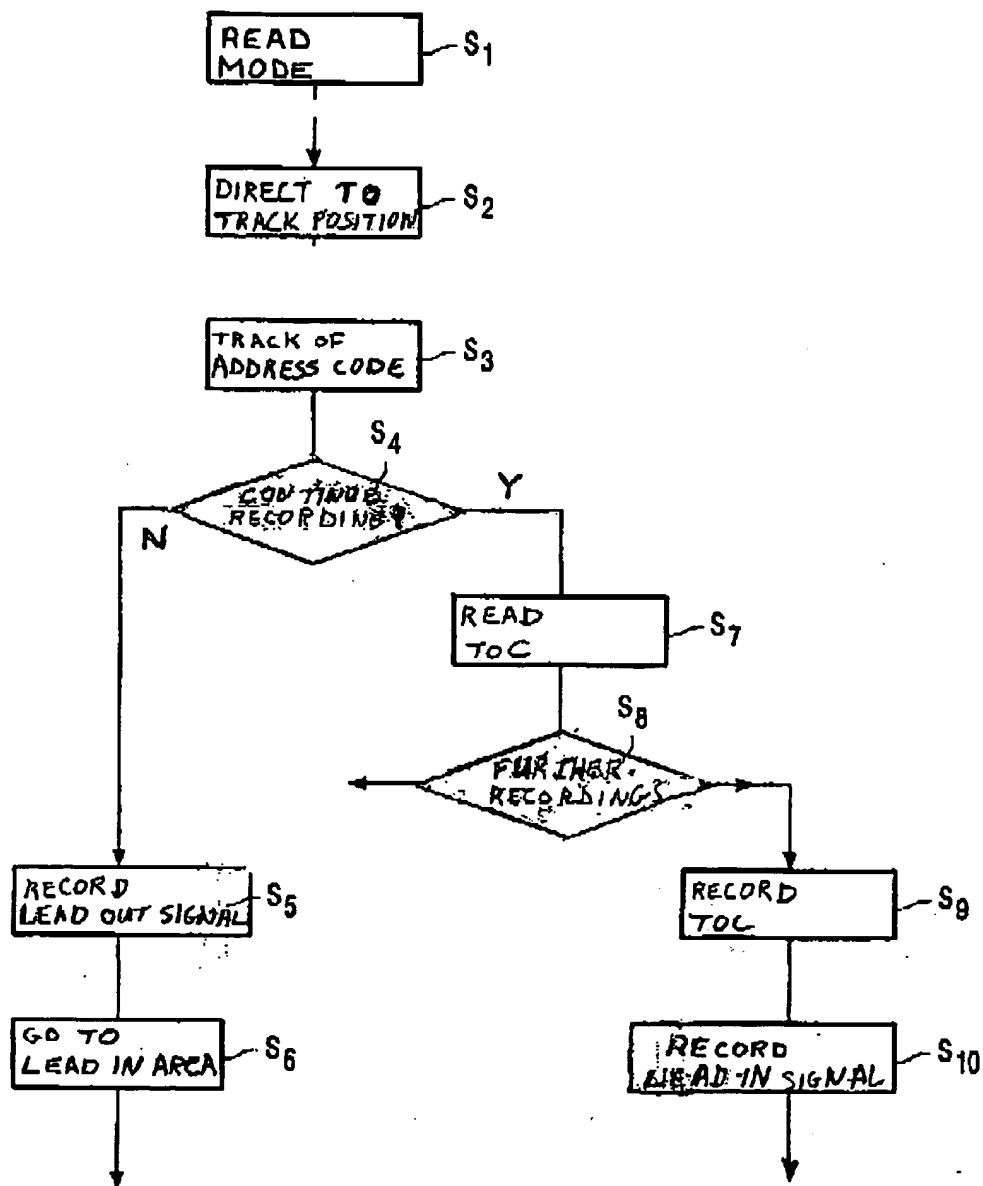 READ
MODE
S1
DIRECT TO
TRACK POSITION
S2
TRACK OF
ADDRESS CODE
S3
S4
CONTINUE
RECORDING?
N
Y
READ
TOC
S7
S8
FURTHER
RECORDINGS
RECORD
LEAD OUT SIGNAL
S5
RECORD
TOC
S9
GO TO
LEAD IN AREA
S6
RECORD
LEAD-IN SIGNAL
S10